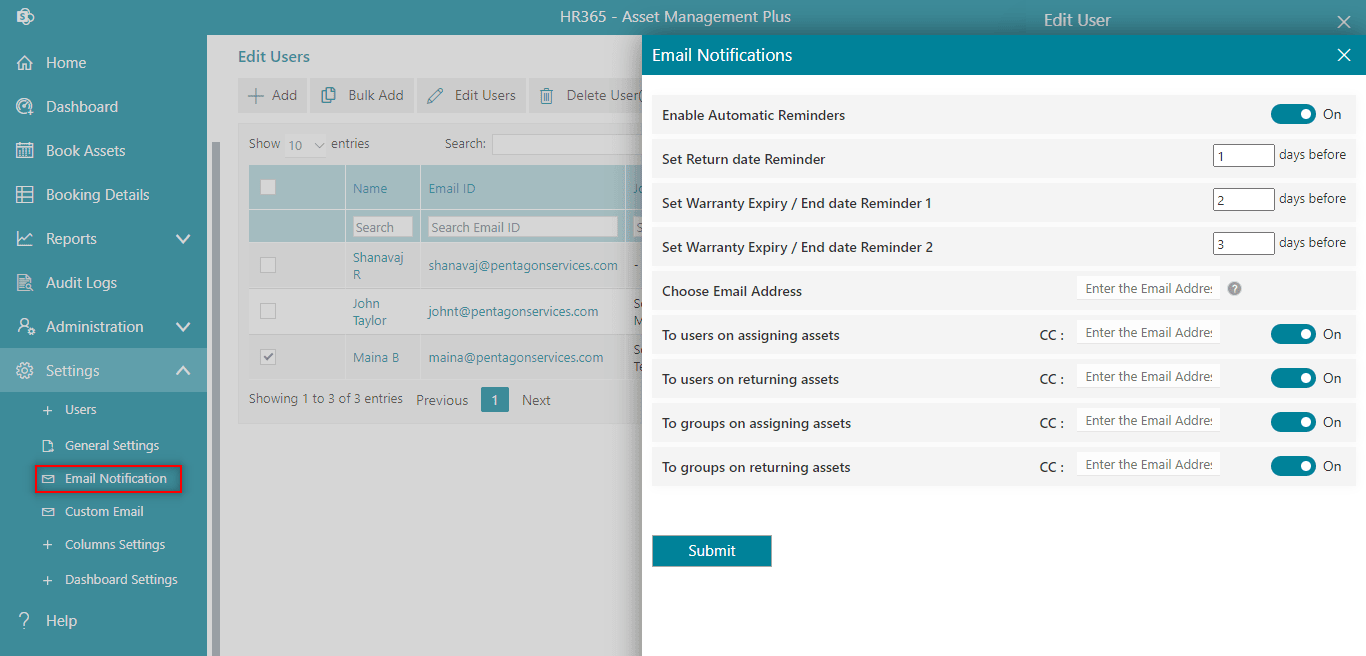 HR365 - Asset Management Plus
Edit User
Home
Dashboard
Book Assets
Booking Details
Reports
Audit Logs
Administration
Settings
Users
General Settings
Email Notification
Custom Email
Columns Settings
Dashboard Settings
? Help
Edit Users
Add
Bulk Add
Edit Users
Delete User(
Show 10 entries
Search:
Name
Email ID
Search
Search Email ID
Shanavaj
R
shanavaj@pentagonservices.com
-
John
Taylor
johnt@pentagonservices.com
Maina B
maina@pentagonservices.com
Showing 1 to 3 of 3 entries
Previous 1 Next
Email Notifications
Enable Automatic Reminders
On
Set Return date Reminder
1 days before
Set Warranty Expiry / End date Reminder 1
2 days before
Set Warranty Expiry / End date Reminder 2
3 days before
Choose Email Address
Enter the Email Addres
?
To users on assigning assets
CC : Enter the Email Addres
On
To users on returning assets
CC : Enter the Email Addres
On
To groups on assigning assets
CC : Enter the Email Addres
On
To groups on returning assets
CC : Enter the Email Addres
On
Submit